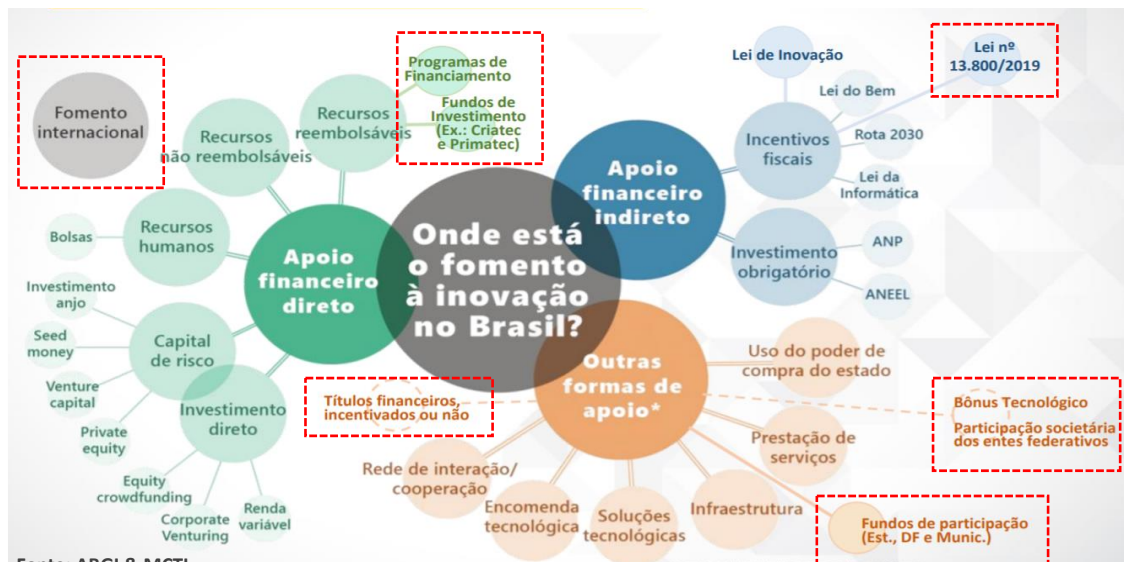 Fomento
internacional
Recursos
não reembolsáveis
Recursos
reembolsáveis
Programas de
Financiamento
Fundos de
Investimento
(Ex.: Criatec
e Primatec)
Recursos
humanos
Bolsas
Apoio
financeiro
direto
Onde está
o fomento
à inovação
no Brasil?
Investimento
anjo
Seed
money
Venture
capital
Private
equity
Capital
de risco
Investimento
direto
Equity
crowdfunding
Corporate
Venturing
Renda
variável
Apoio
financeiro
indireto
Lei de Inovação
Lei nº
13.800/2019
Lei do Bem
Incentivos
fiscais
Rota 2030
Lei da
Informática
Investimento
obrigatório
ANP
ANEEL
Outras
formas de
apoio*
Títulos financeiros,
incentivados ou não
Uso do poder de
compra do estado
Bônus Tecnológico
Participação societária
dos entes federativos
Prestação de
serviços
Rede de interação/
cooperação
Encomenda
tecnológica
Soluções
tecnológicas
Infraestrutura
Fundos de participação
(Est., DF e Munic.)